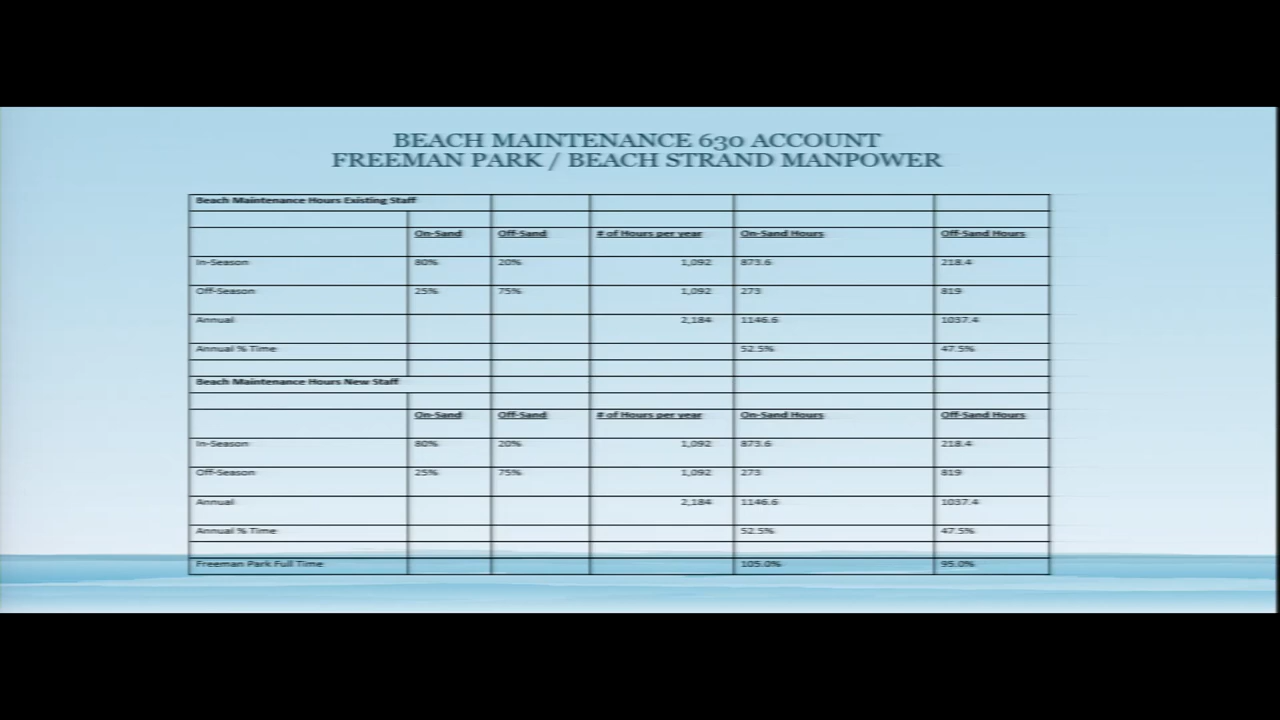 BEACH MAINTENANCE 630 ACCOUNT
FREEMAN PARK / BEACH STRAND MANPOWER
Beach Maintenance Hours Existing Staff
On-Sand Off-Sand # of Hours per year On-Sand Hours Off-Sand Hours
In-Season 80% 20% 1,092 873.6 218.4
Off-Season 25% 75% 1,092 273 819
Annual 2,184 1146.6 1037.4
Annual % Time 52.5% 47.5%
Beach Maintenance Hours New Staff
On-Sand Off-Sand # of Hours per year On-Sand Hours Off-Sand Hours
In-Season 80% 20% 1,092 873.6 218.4
Off-Season 25% 75% 1,092 273 819
Annual 2,184 1146.6 1037.4
Annual % Time 52.5% 47.5%
Freeman Park Full Time 105.0% 95.0%